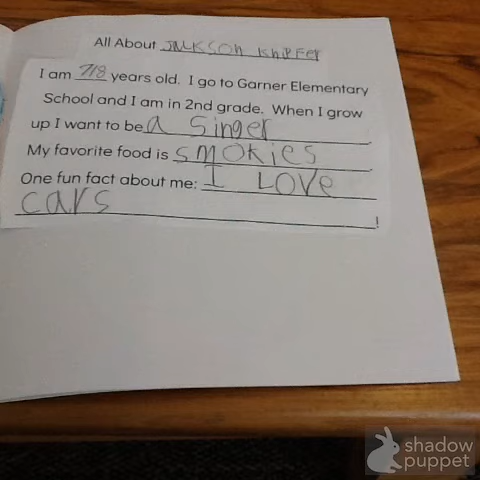 All About JACKSON Knipfer
I am 7/8 years old. I go to Garner Elementary
School and I am in 2nd grade. When I grow
up I want to be a singer
My favorite food is smokies
One fun fact about me: I Love
cars !
shadow
puppet